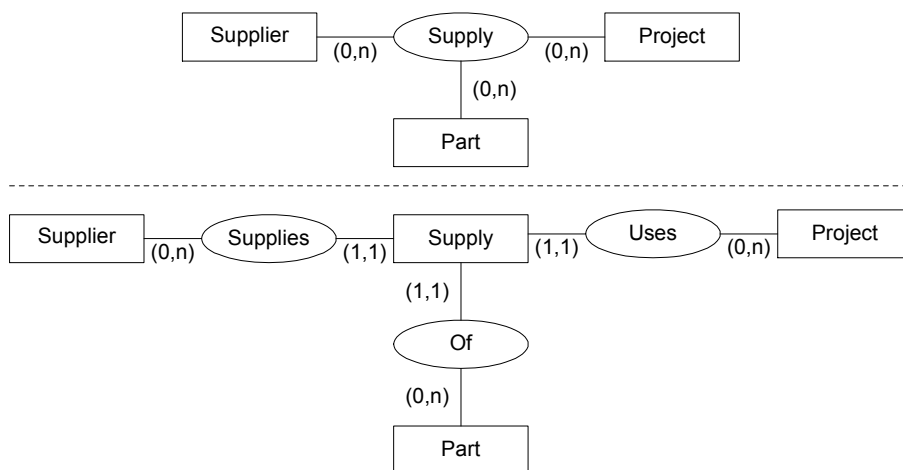 Supplier Supply Project
(0,n) (0,n)
(0,n)
Part
Supplier Supplies Supply Uses Project
(0,n) (1,1) (1,1) (0,n)
(1,1)
Of
(0,n)
Part